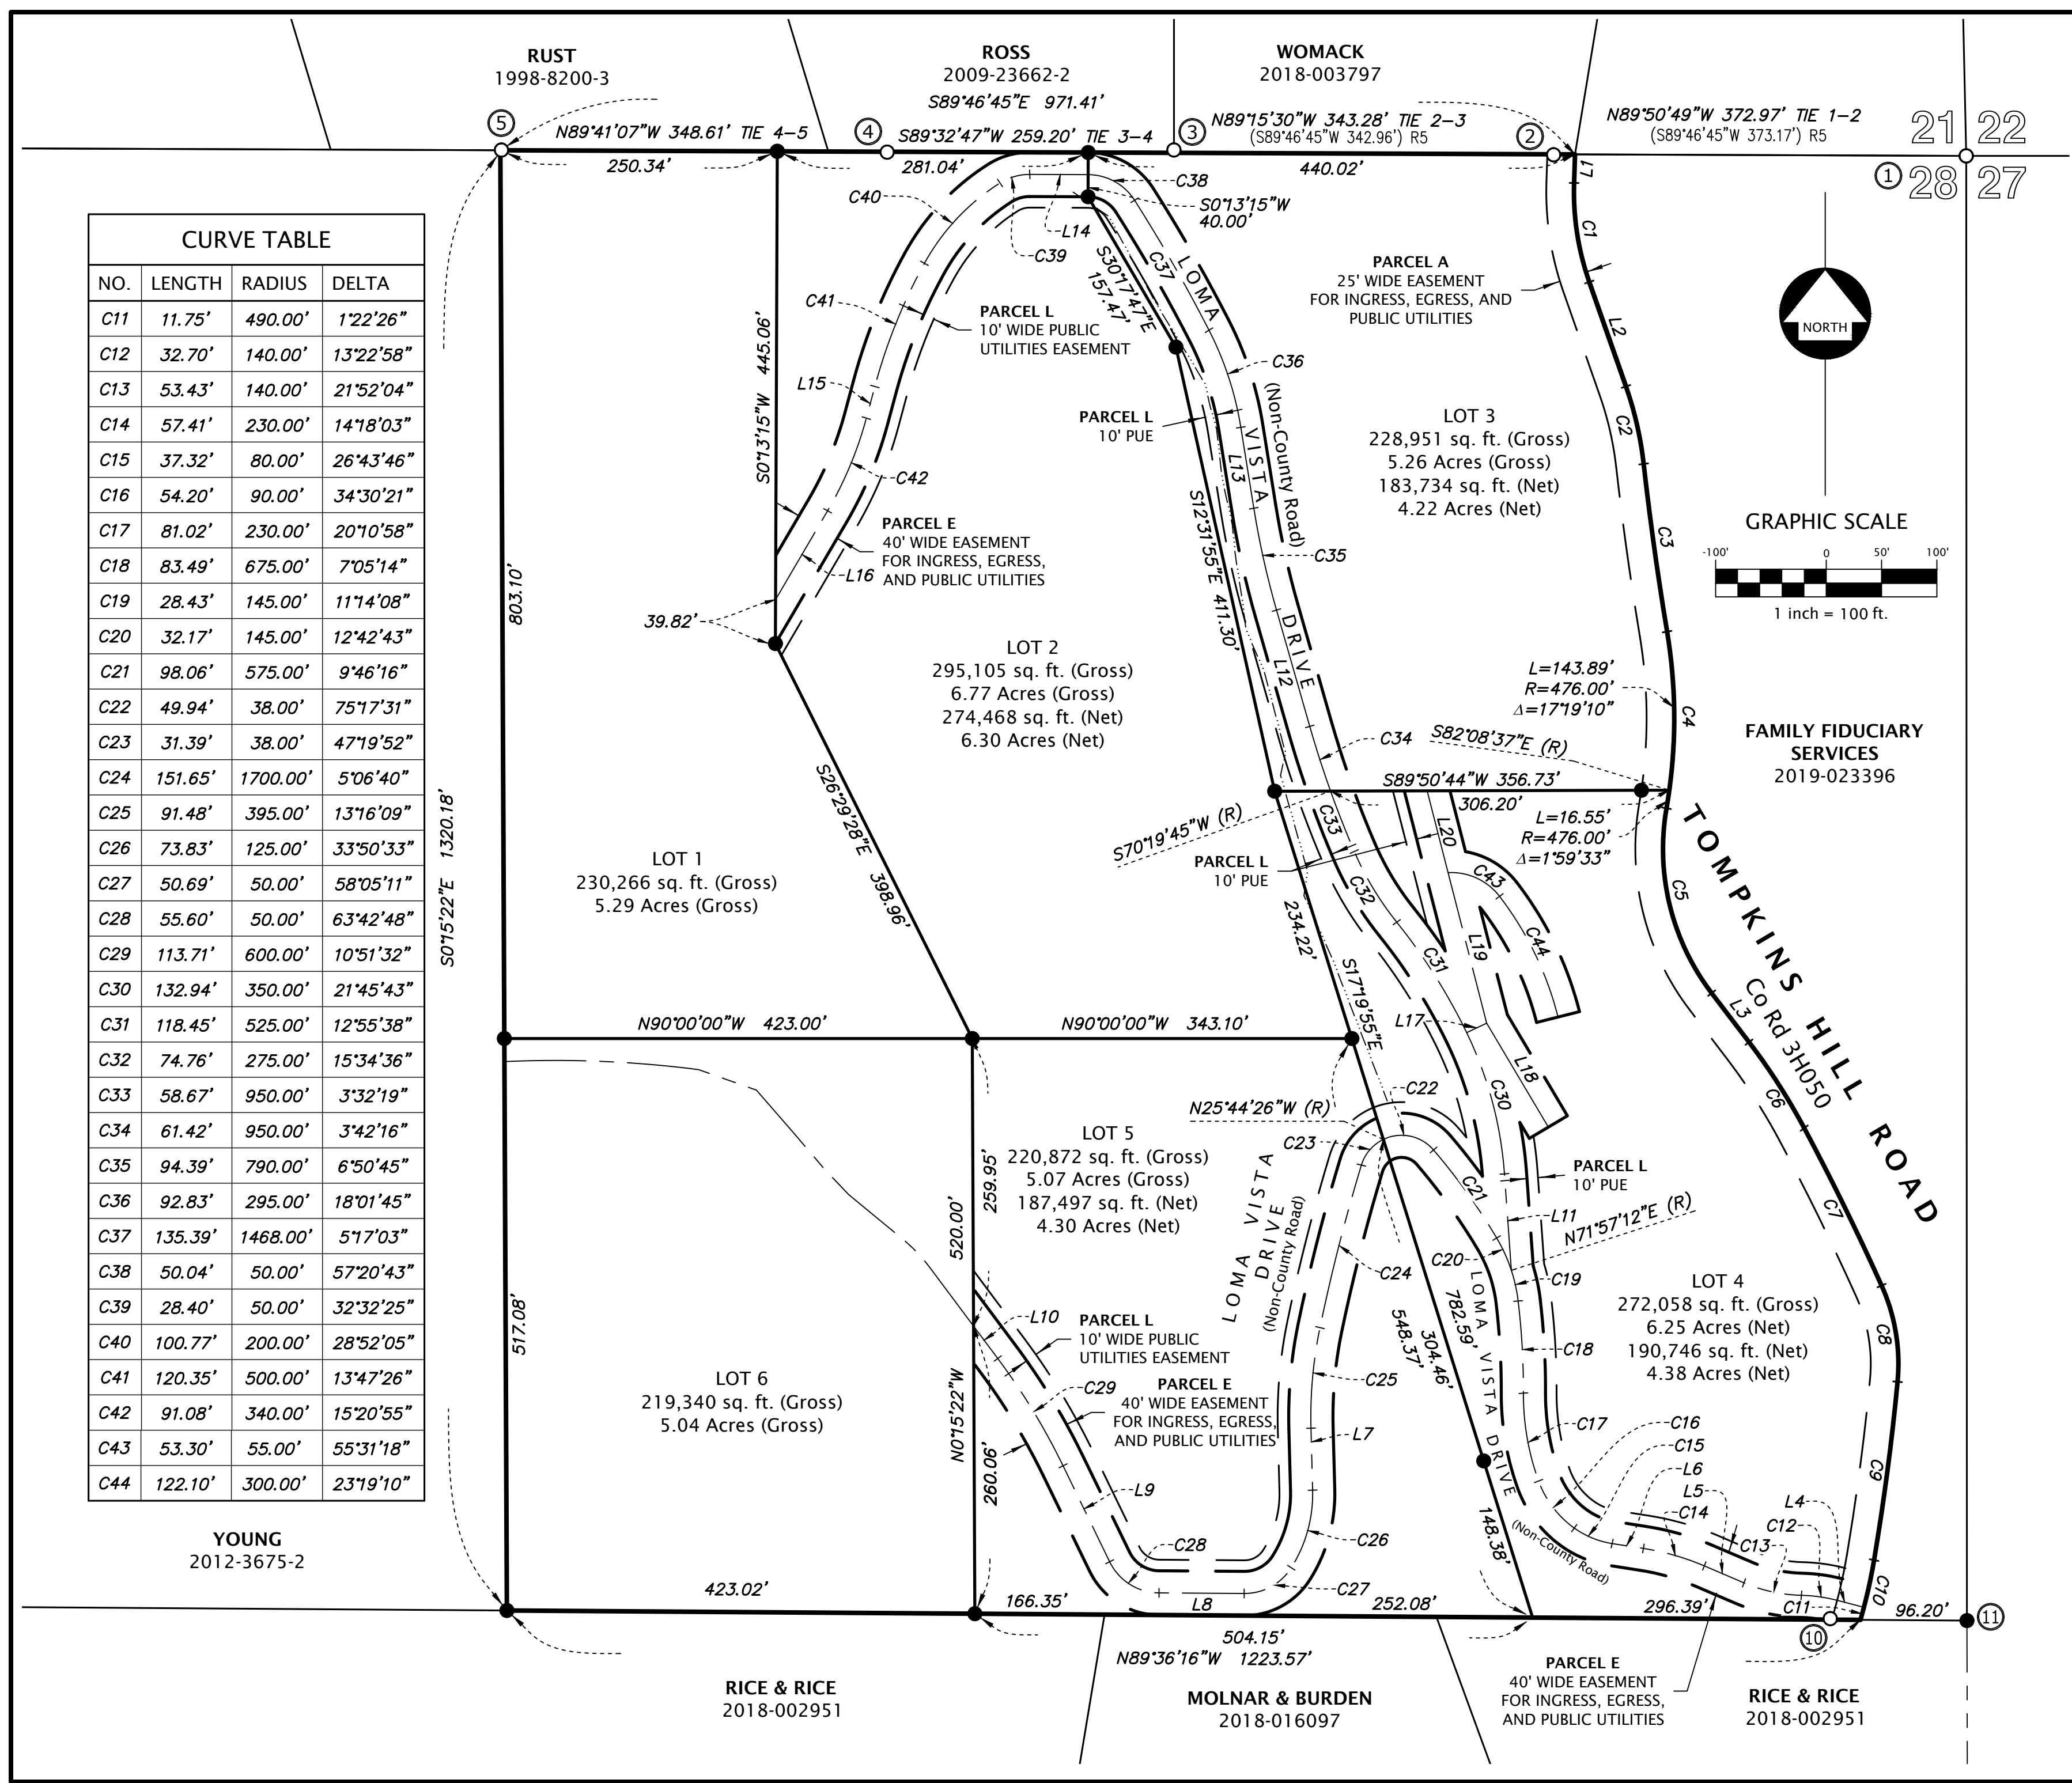 RUST
1998-8200-3
ROSS
2009-23662-2
S89°46'45"E 971.41'
WOMACK
2018-003797
5
N89°41'07"W 348.61' TIE 4-5
4
S89°32'47"W 259.20' TIE 3-4
3
N89°15'30"W 343.28' TIE 2-3
(S89°46'45"W 342.96') R5
2
N89°50'49"W 372.97' TIE 1-2
(S89°46'45"W 373.17') R5
21 22
28 27
1
250.34'
281.04'
440.02'
L7
CURVE TABLE
NO. LENGTH RADIUS DELTA
C11 11.75' 490.00' 1°22'26"
C12 32.70' 140.00' 13°22'58"
C13 53.43' 140.00' 21°52'04"
C14 57.41' 230.00' 14°18'03"
C15 37.32' 80.00' 26°43'46"
C16 54.20' 90.00' 34°30'21"
C17 81.02' 230.00' 20°10'58"
C18 83.49' 675.00' 7°05'14"
C19 28.43' 145.00' 11°14'08"
C20 32.17' 145.00' 12°42'43"
C21 98.06' 575.00' 9°46'16"
C22 49.94' 38.00' 75°17'31"
C23 31.39' 38.00' 47°19'52"
C24 151.65' 1700.00' 5°06'40"
C25 91.48' 395.00' 13°16'09"
C26 73.83' 125.00' 33°50'33"
C27 50.69' 50.00' 58°05'11"
C28 55.60' 50.00' 63°42'48"
C29 113.71' 600.00' 10°51'32"
C30 132.94' 350.00' 21°45'43"
C31 118.45' 525.00' 12°55'38"
C32 74.76' 275.00' 15°34'36"
C33 58.67' 950.00' 3°32'19"
C34 61.42' 950.00' 3°42'16"
C35 94.39' 790.00' 6°50'45"
C36 92.83' 295.00' 18°01'45"
C37 135.39' 1468.00' 5°17'03"
C38 50.04' 50.00' 57°20'43"
C39 28.40' 50.00' 32°32'25"
C40 100.77' 200.00' 28°52'05"
C41 120.35' 500.00' 13°47'26"
C42 91.08' 340.00' 15°20'55"
C43 53.30' 55.00' 55°31'18"
C44 122.10' 300.00' 23°19'10"
C40
C38
S0°13'15"W
40.00'
L14
C39
C37
S30°17'47"E
157.47'
LOMA
VISTA
DRIVE
(Non-County Road)
C41
PARCEL L
10' WIDE PUBLIC
UTILITIES EASEMENT
PARCEL A
25' WIDE EASEMENT
FOR INGRESS, EGRESS, AND
PUBLIC UTILITIES
C1
L2
C2
C3
C4
NORTH
GRAPHIC SCALE
-100' 0 50' 100'
1 inch = 100 ft.
S0°13'15"W 445.06'
L15
C36
PARCEL L
10' PUE
L13
LOT 3
228,951 sq. ft. (Gross)
5.26 Acres (Gross)
183,734 sq. ft. (Net)
4.22 Acres (Net)
C42
PARCEL E
40' WIDE EASEMENT
FOR INGRESS, EGRESS,
AND PUBLIC UTILITIES
L16
39.82'
803.10'
S12°31'55"E 411.30'
C35
L12
LOT 2
295,105 sq. ft. (Gross)
6.77 Acres (Gross)
274,468 sq. ft. (Net)
6.30 Acres (Net)
L=143.89'
R=476.00'
Δ=17°19'10"
FAMILY FIDUCIARY
SERVICES
2019-023396
C34
S82°08'37"E (R)
S89°50'44"W 356.73'
306.20'
L=16.55'
R=476.00'
Δ=1°59'33"
S26°29'28"E
398.96'
S70°19'45"W (R)
PARCEL L
10' PUE
C33
C32
L20
C43
C44
C5
LOT 1
230,266 sq. ft. (Gross)
5.29 Acres (Gross)
S0°15'22"E 1320.18'
234.22'
S17°19'55"E
C31
L19
L17
L18
TOMPKINS HILL ROAD
Co Rd 3H050
L3
C6
C7
N90°00'00"W 423.00'
N90°00'00"W 343.10'
N25°44'26"W (R)
C22
C23
C30
LOT 5
220,872 sq. ft. (Gross)
5.07 Acres (Gross)
187,497 sq. ft. (Net)
4.30 Acres (Net)
259.95'
520.00'
C21
PARCEL L
10' PUE
L11
N71°57'12"E (R)
C20
C19
LOMA VISTA
DRIVE
(Non-County Road)
C24
LOT 4
272,058 sq. ft. (Gross)
6.25 Acres (Net)
190,746 sq. ft. (Net)
4.38 Acres (Net)
C8
517.08'
L10
PARCEL L
10' WIDE PUBLIC
UTILITIES EASEMENT
548.37'
304.46'
782.59'
LOMA VISTA DRIVE
C18
LOT 6
219,340 sq. ft. (Gross)
5.04 Acres (Gross)
C29
PARCEL E
40' WIDE EASEMENT
FOR INGRESS, EGRESS,
AND PUBLIC UTILITIES
C25
L7
C17
C16
C15
L6
L5
C14
L4
C12
C13
C9
N0°15'22"W
260.06'
L9
C28
C26
C27
148.38'
(Non-County Road)
C11
C10
YOUNG
2012-3675-2
423.02'
166.35'
L8
252.08'
296.39'
96.20'
10
11
504.15'
N89°36'16"W 1223.57'
RICE & RICE
2018-002951
MOLNAR & BURDEN
2018-016097
PARCEL E
40' WIDE EASEMENT
FOR INGRESS, EGRESS,
AND PUBLIC UTILITIES
RICE & RICE
2018-002951